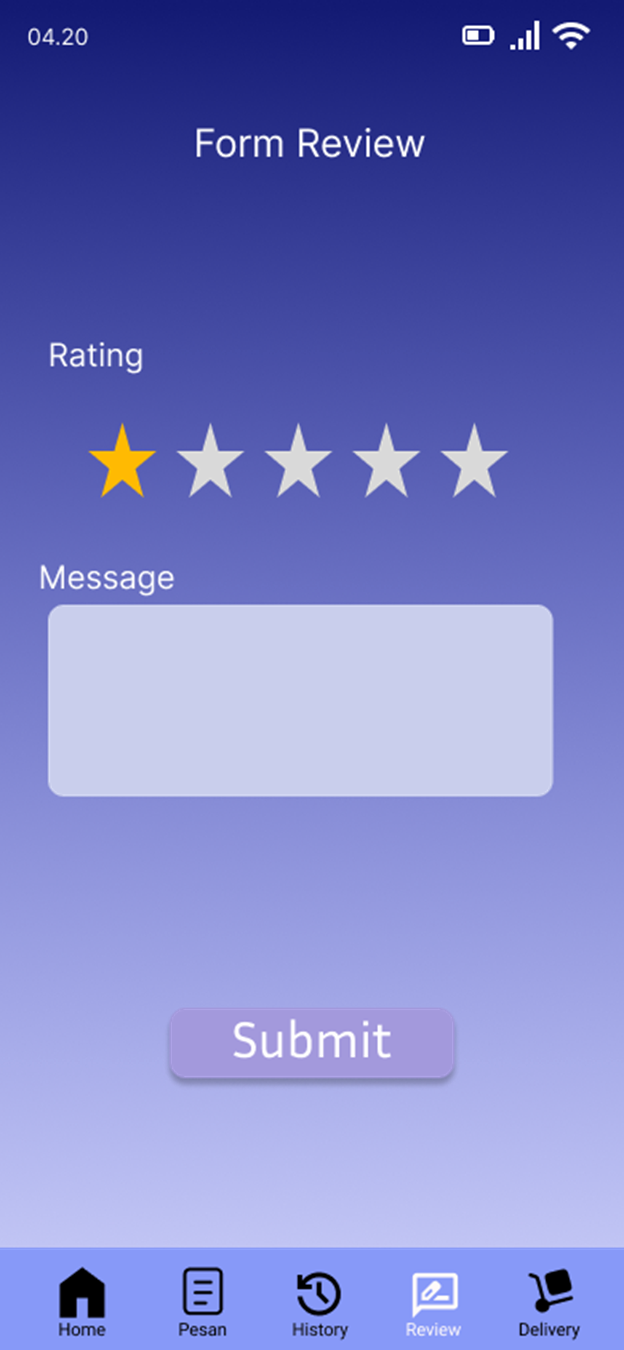 04.20
Form Review
Rating
Message
Submit
Home
Pesan
History
Review
Delivery